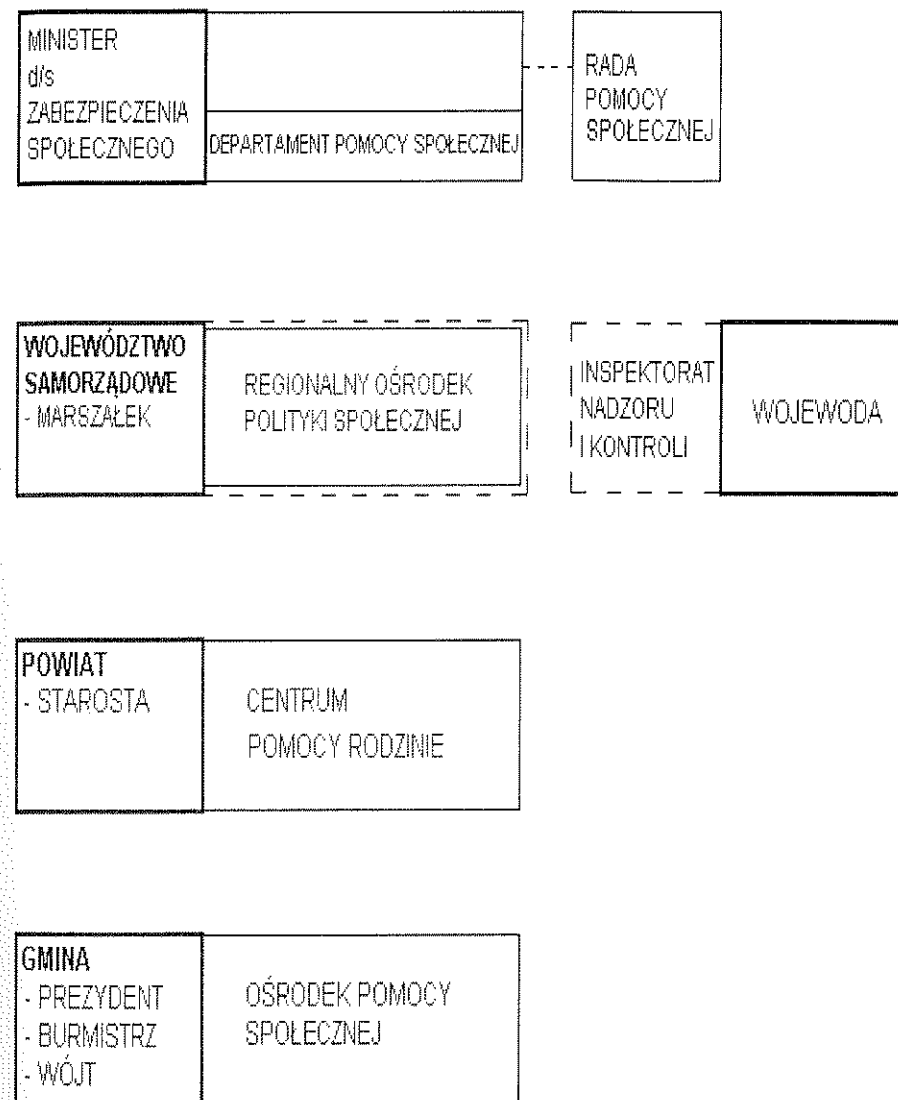 MINISTER
d/s
ZABEZPIECZENIA
SPOŁECZNEGO
DEPARTAMENT POMOCY SPOŁECZNEJ
RADA
POMOCY
SPOŁECZNEJ
WOJEWÓDZTWO
SAMORZĄDOWE
- MARSZAŁEK
REGIONALNY OŚRODEK
POLITYKI SPOŁECZNEJ
INSPEKTORAT
NADZORU
I KONTROLI
WOJEWODA
POWIAT
- STAROSTA
CENTRUM
POMOCY RODZINIE
GMINA
- PREZYDENT
- BURMISTRZ
- WÓJT
OŚRODEK POMOCY
SPOŁECZNEJ